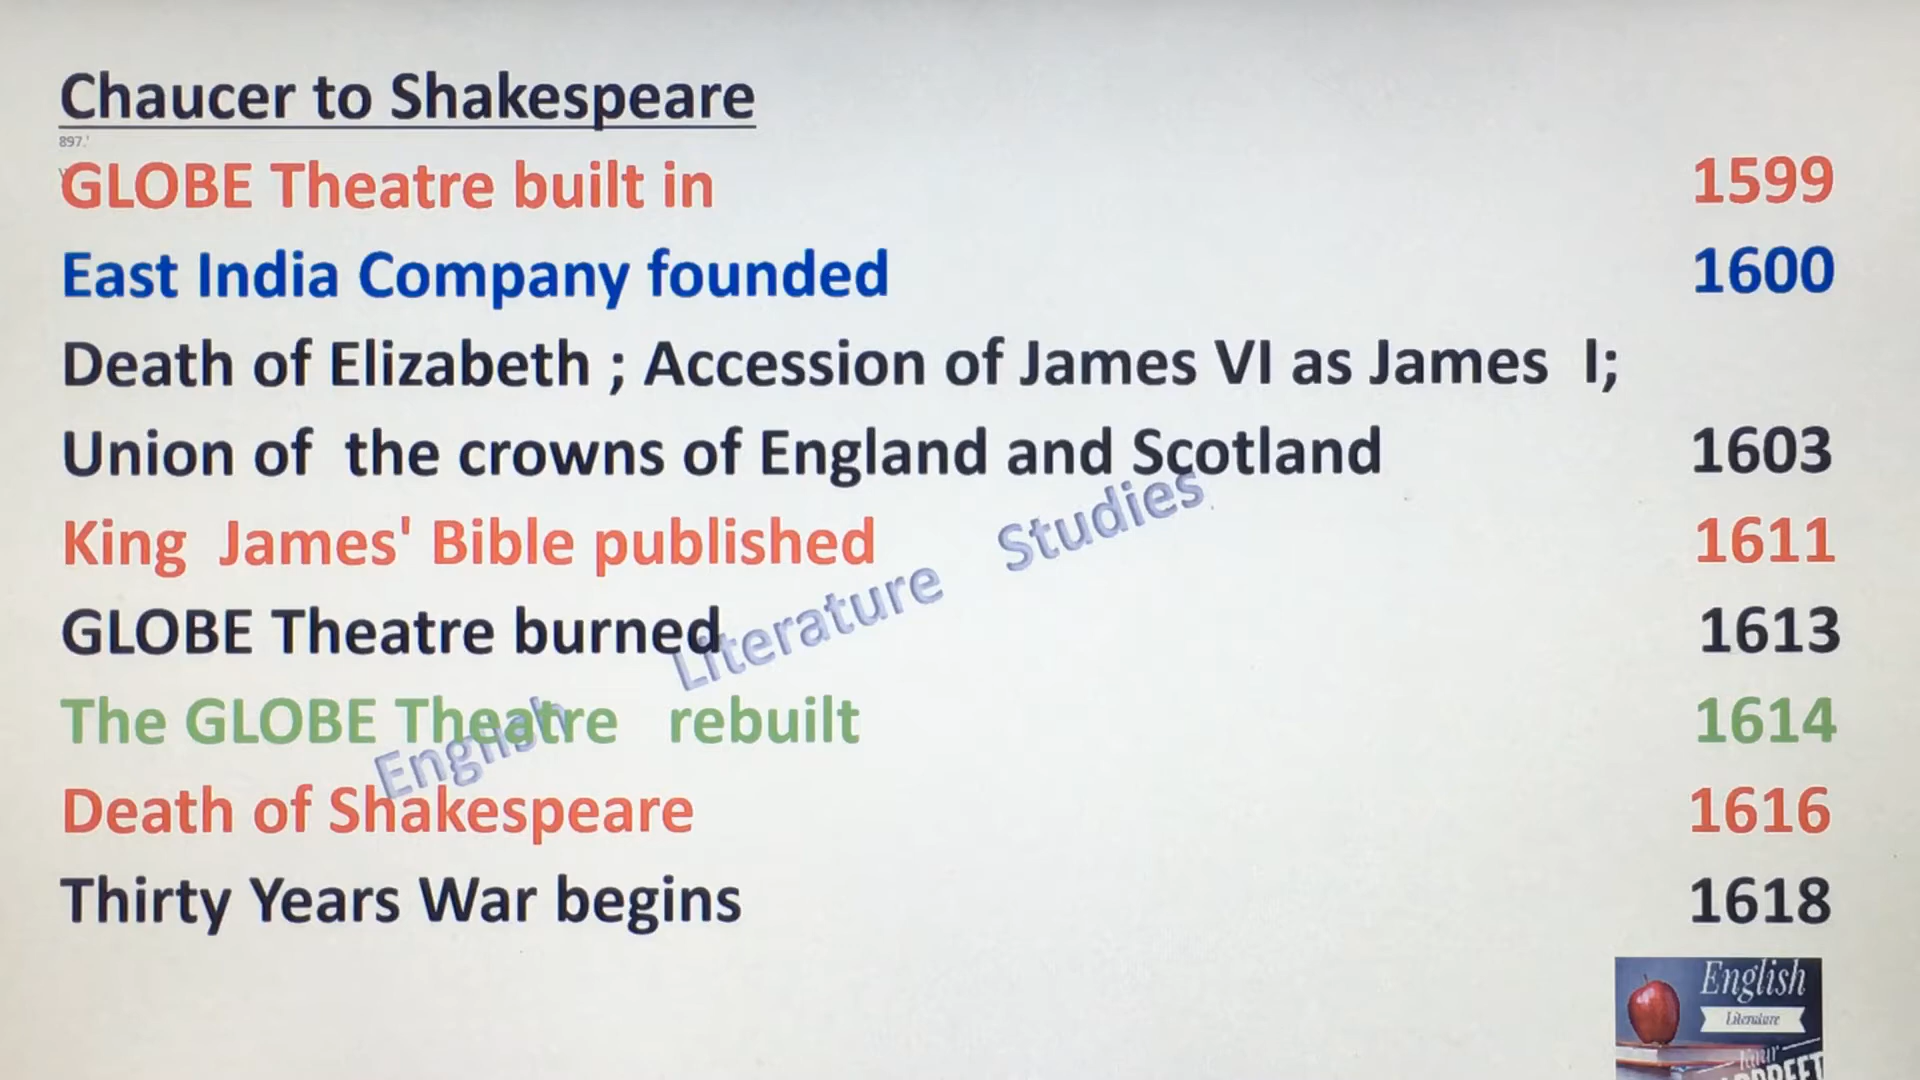 Chaucer to Shakespeare
897.'
GLOBE Theatre built in 1599
East India Company founded 1600
Death of Elizabeth ; Accession of James VI as James I;
Union of the crowns of England and Scotland 1603
King James' Bible published 1611
GLOBE Theatre burned 1613
The GLOBE Theatre rebuilt 1614
Death of Shakespeare 1616
Thirty Years War begins 1618
English Literature Studies
English
Literature